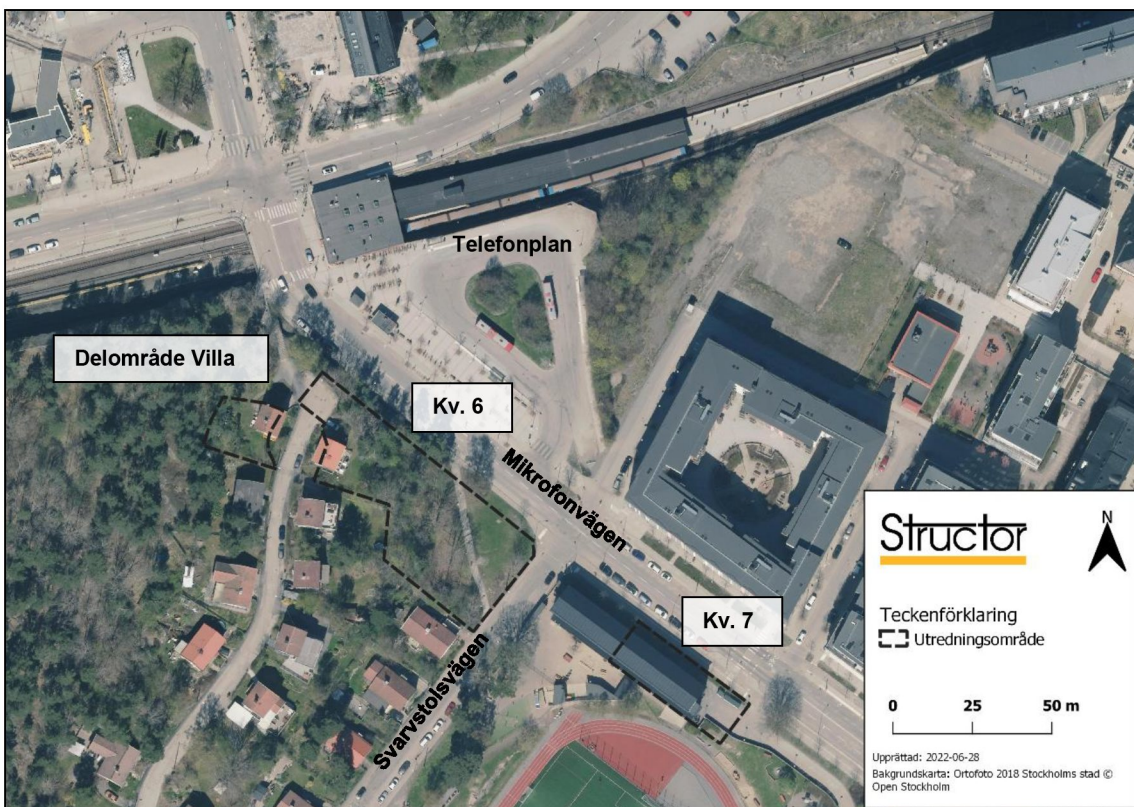 Telefonplan
Delområde Villa
Kv. 6
Mikrofonvägen
Kv. 7
Svarvstolsvägen
Structor
N
Teckenförklaring
Utredningsområde
0 25 50 m
Upprättad: 2022-06-28
Bakgrundskarta: Ortofoto 2018 Stockholms stad ©
Open Stockholm